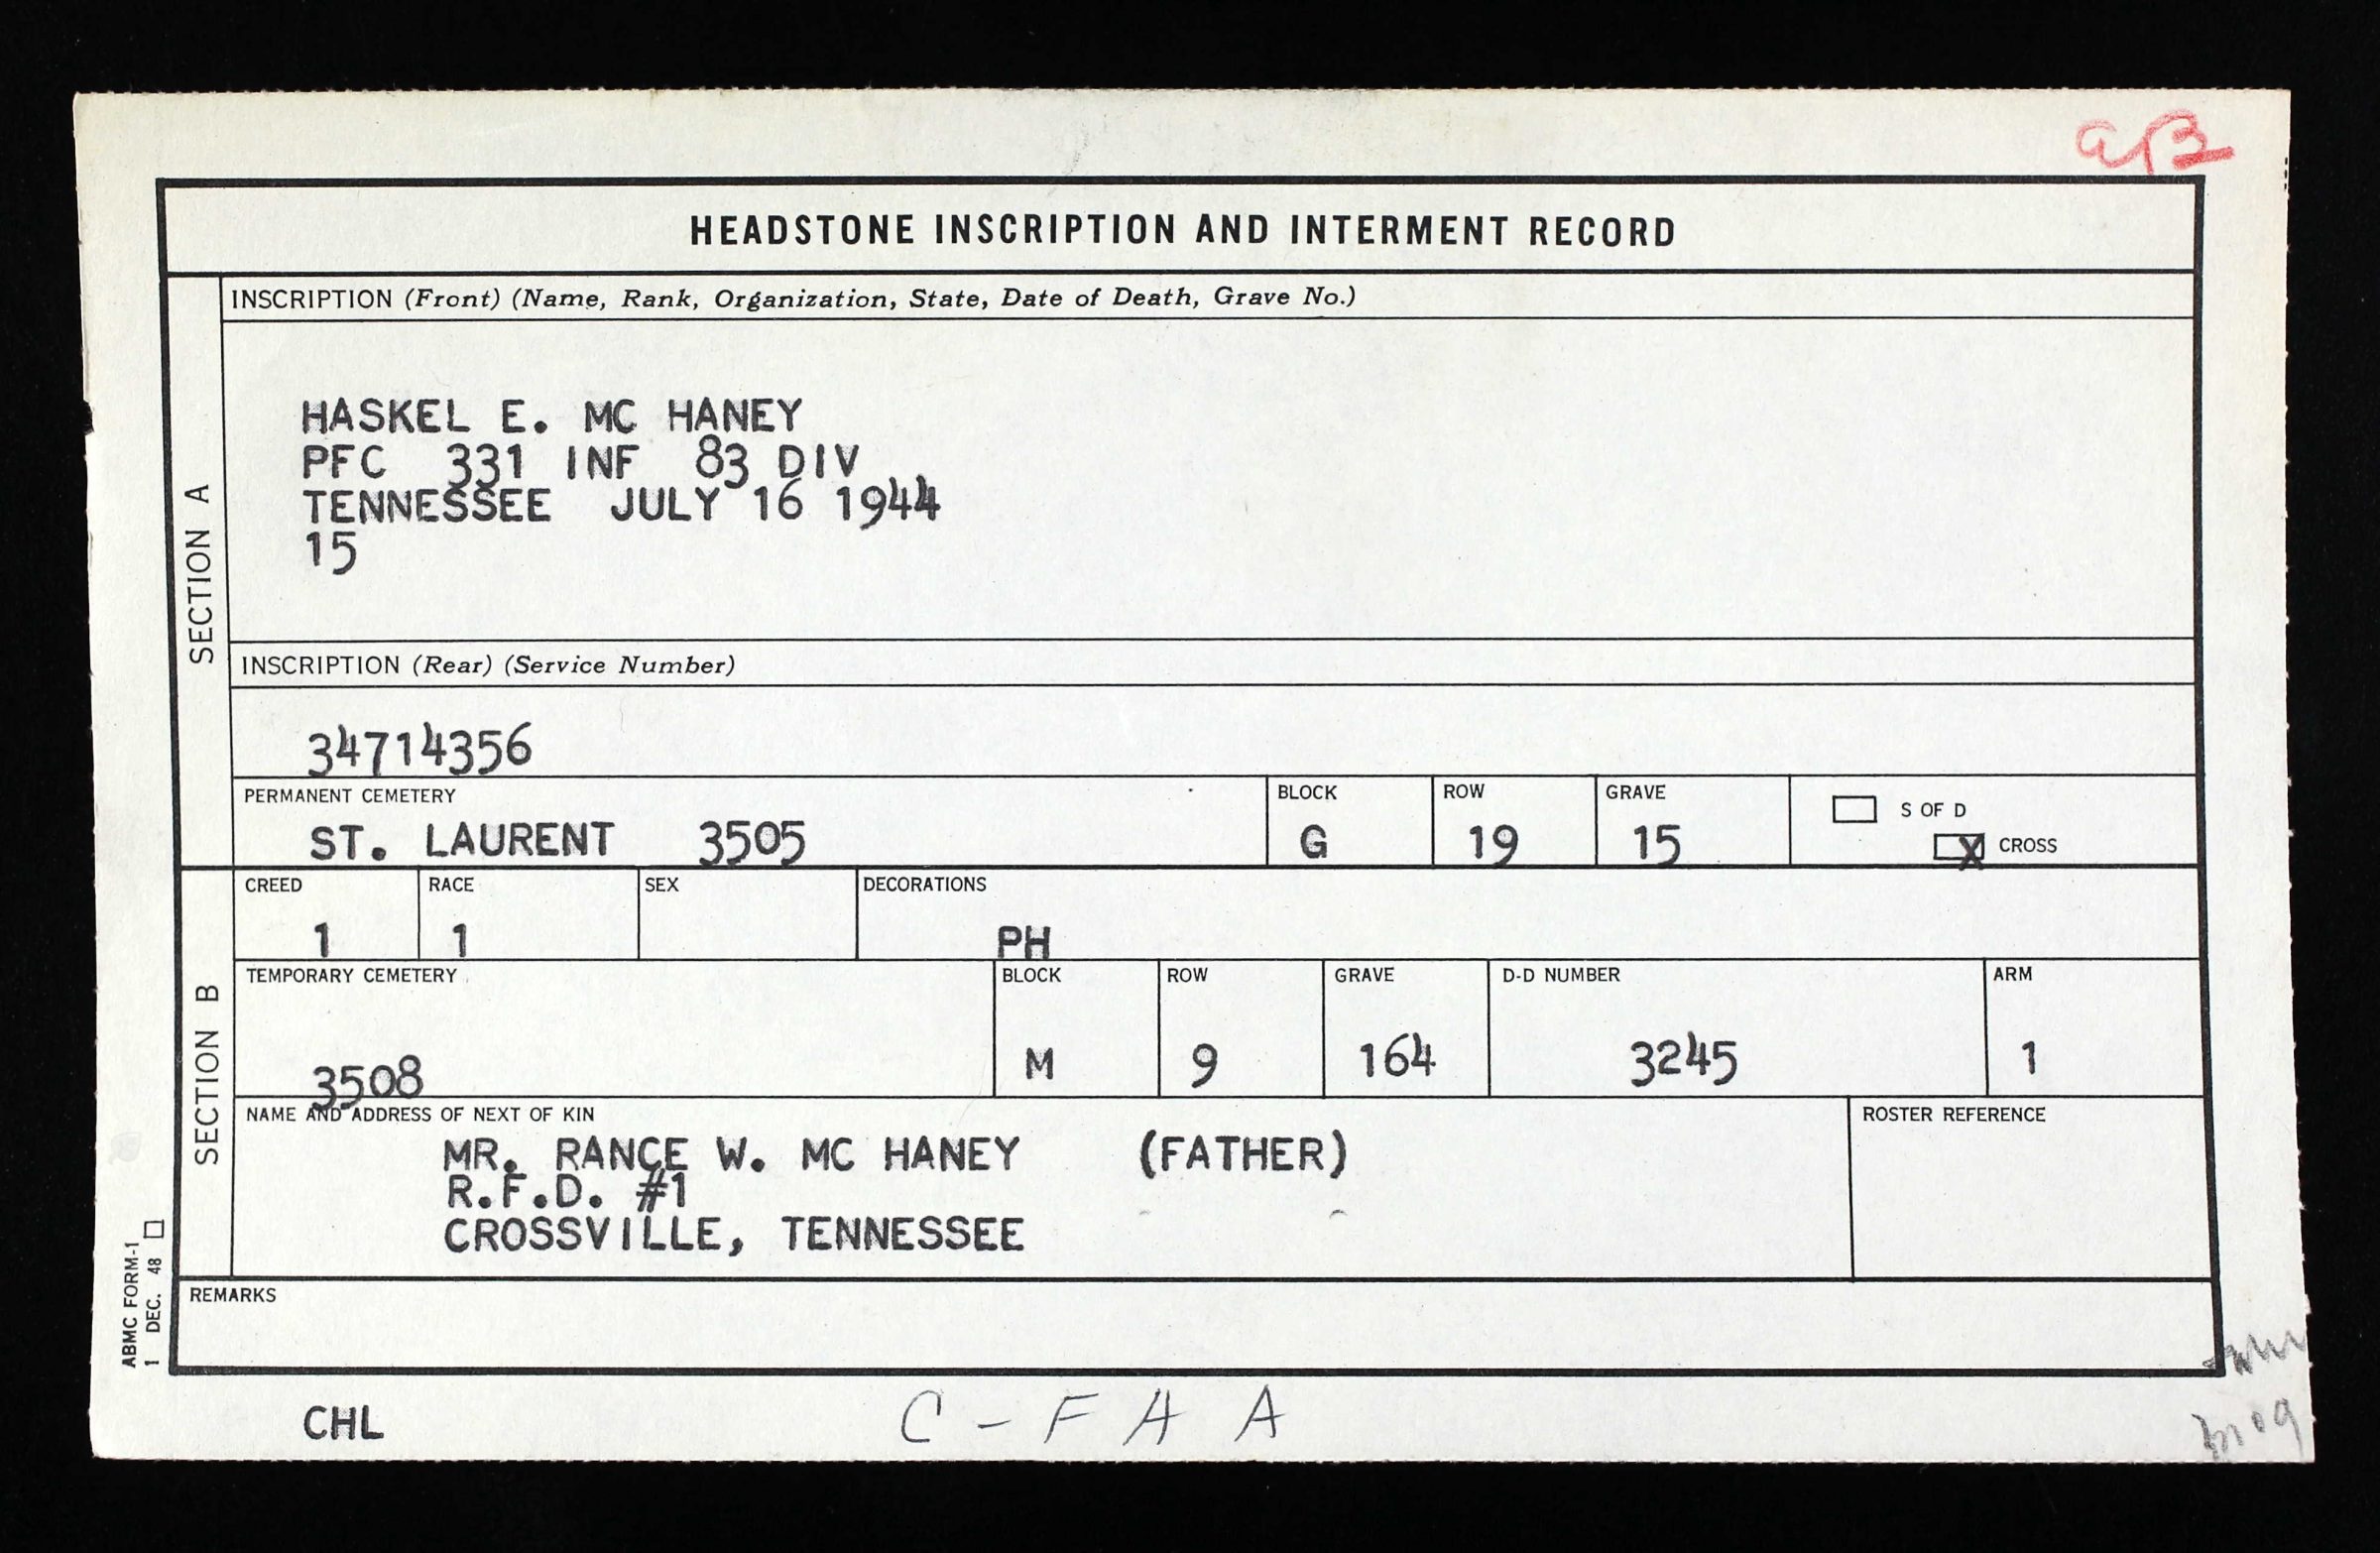 aB
HEADSTONE INSCRIPTION AND INTERMENT RECORD
SECTION A
INSCRIPTION (Front) (Name, Rank, Organization, State, Date of Death, Grave No.)
HASKEL E. MC HANEY
PFC 331 INF 83 DIV
TENNESSEE JULY 16 1944
15
INSCRIPTION (Rear) (Service Number)
34714356
PERMANENT CEMETERY BLOCK ROW GRAVE S OF D
ST. LAURENT 3505 G 19 15 X CROSS
SECTION B
CREED RACE SEX DECORATIONS
1 1 PH
TEMPORARY CEMETERY BLOCK ROW GRAVE D-D NUMBER ARM
3508 M 9 164 3245 1
NAME AND ADDRESS OF NEXT OF KIN ROSTER REFERENCE
MR. RANCE W. MC HANEY (FATHER)
R.F.D. #1
CROSSVILLE, TENNESSEE
REMARKS
ABMC FORM-1
1 DEC. 48
CHL C - F A A